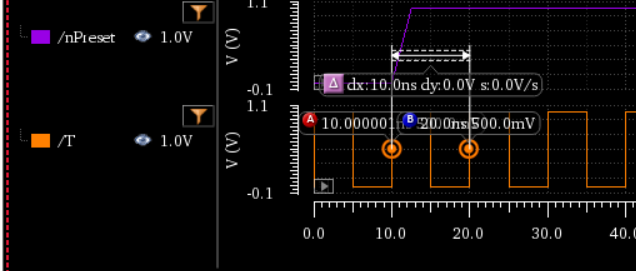 1.1
/nPreset 1.0V
V (V)
-0.1
Δ dx:10.0ns dy:0.0V s:0.0V/s
1.1
A 10.000001 B 20.0ns 500.0mV
/T 1.0V
V (V)
-0.1
0.0 10.0 20.0 30.0 40.